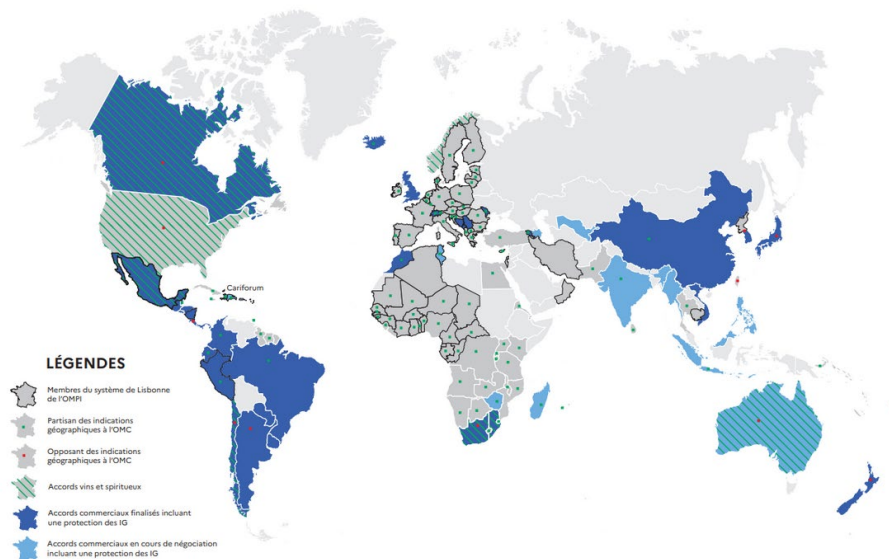 Cariforum
LÉGENDES
Membres du système de Lisbonne
de l'OMPI
Partisan des indications
géographiques à l'OMC
Opposant des indications
géographiques à l'OMC
Accords vins et spiritueux
Accords commerciaux finalisés incluant
une protection des IG
Accords commerciaux en cours de négociation
incluant une protection des IG